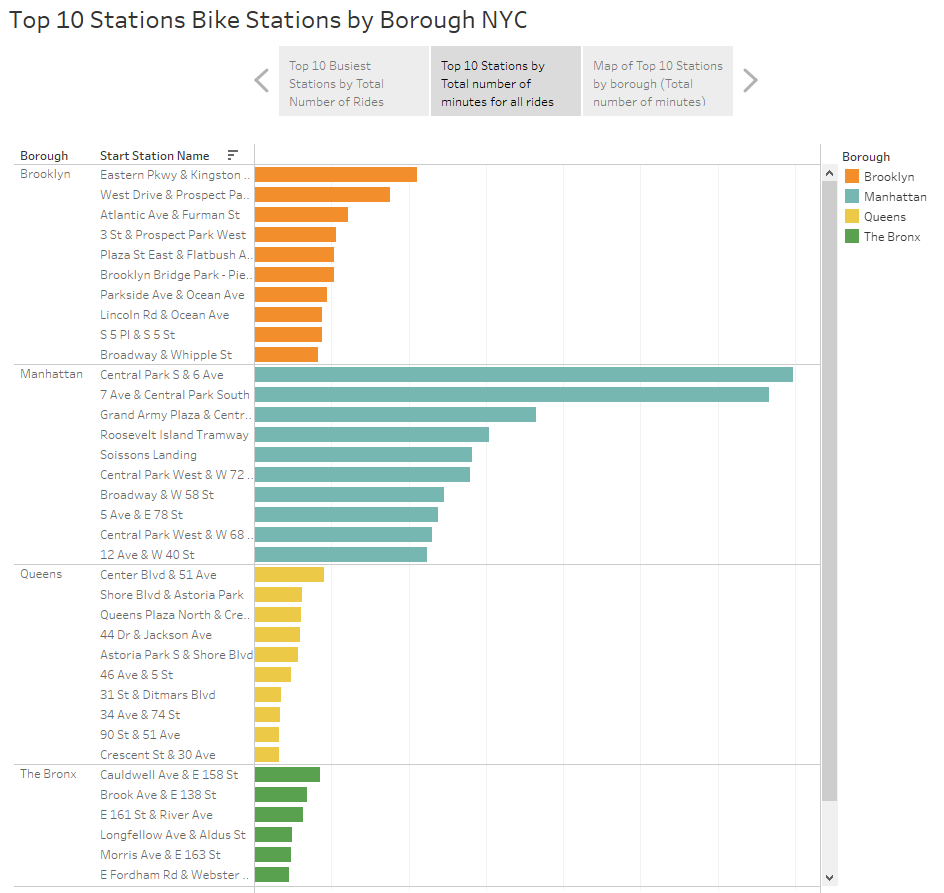 Top 10 Stations Bike Stations by Borough NYC
Top 10 Busiest
Stations by Total
Number of Rides
Top 10 Stations by
Total number of
minutes for all rides
Map of Top 10 Stations
by borough (Total
number of minutes)
Borough Start Station Name
Borough
Brooklyn
Manhattan
Queens
The Bronx
Brooklyn Eastern Pkwy & Kingston ..
West Drive & Prospect Pa..
Atlantic Ave & Furman St
3 St & Prospect Park West
Plaza St East & Flatbush A..
Brooklyn Bridge Park - Pie..
Parkside Ave & Ocean Ave
Lincoln Rd & Ocean Ave
S 5 Pl & S 5 St
Broadway & Whipple St
Manhattan Central Park S & 6 Ave
7 Ave & Central Park South
Grand Army Plaza & Centr..
Roosevelt Island Tramway
Soissons Landing
Central Park West & W 72 ..
Broadway & W 58 St
5 Ave & E 78 St
Central Park West & W 68 ..
12 Ave & W 40 St
Queens Center Blvd & 51 Ave
Shore Blvd & Astoria Park
Queens Plaza North & Cre..
44 Dr & Jackson Ave
Astoria Park S & Shore Blvd
46 Ave & 5 St
31 St & Ditmars Blvd
34 Ave & 74 St
90 St & 51 Ave
Crescent St & 30 Ave
The Bronx Cauldwell Ave & E 158 St
Brook Ave & E 138 St
E 161 St & River Ave
Longfellow Ave & Aldus St
Morris Ave & E 163 St
E Fordham Rd & Webster ..